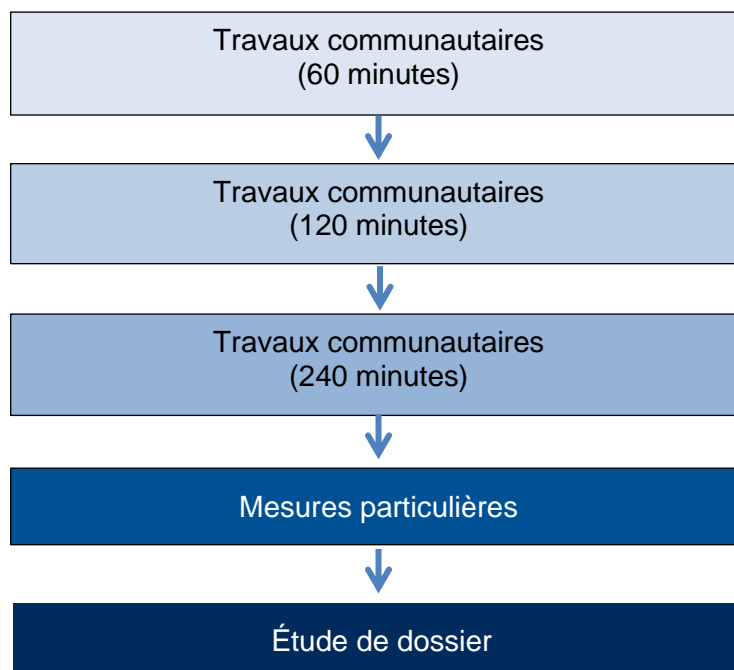 Travaux communautaires
(60 minutes)
Travaux communautaires
(120 minutes)
Travaux communautaires
(240 minutes)
Mesures particulières
Étude de dossier